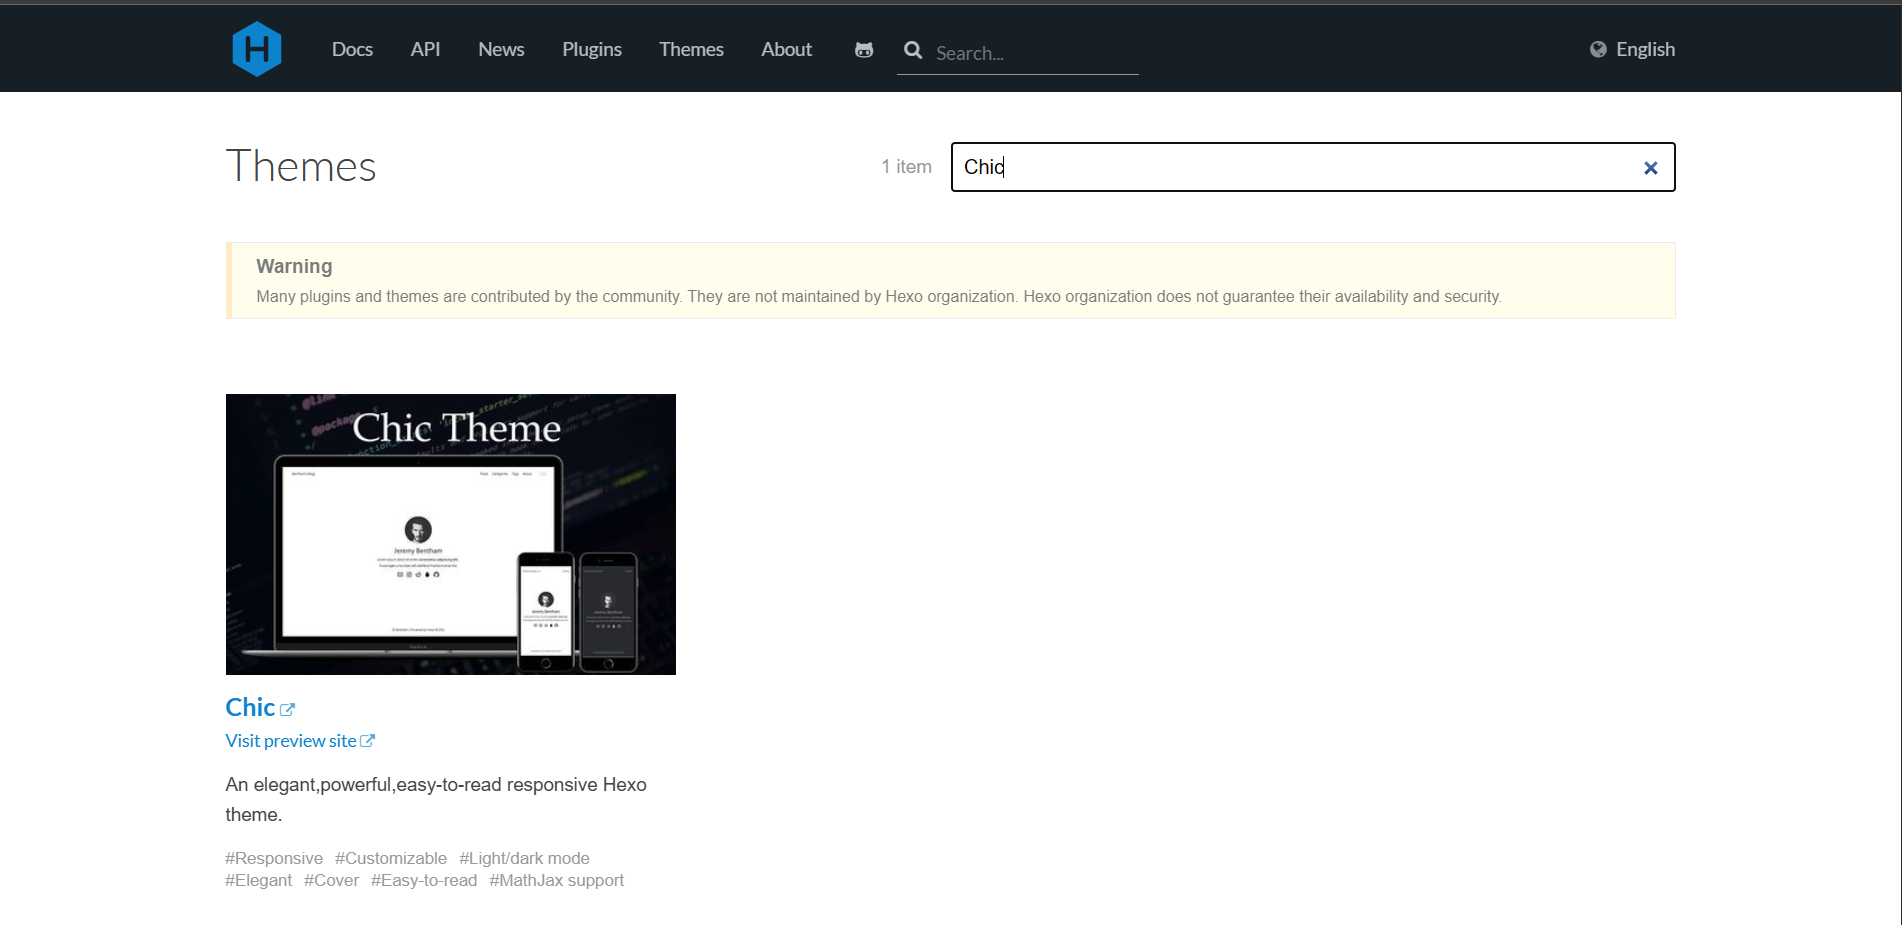 H
Docs API News Plugins Themes About Search... English
Themes
1 item Chic
Warning
Many plugins and themes are contributed by the community. They are not maintained by Hexo organization. Hexo organization does not guarantee their availability and security.
Chic Theme
Jeremy Bentham
Chic
Visit preview site
An elegant,powerful,easy-to-read responsive Hexo
theme.
#Responsive #Customizable #Light/dark mode
#Elegant #Cover #Easy-to-read #MathJax support